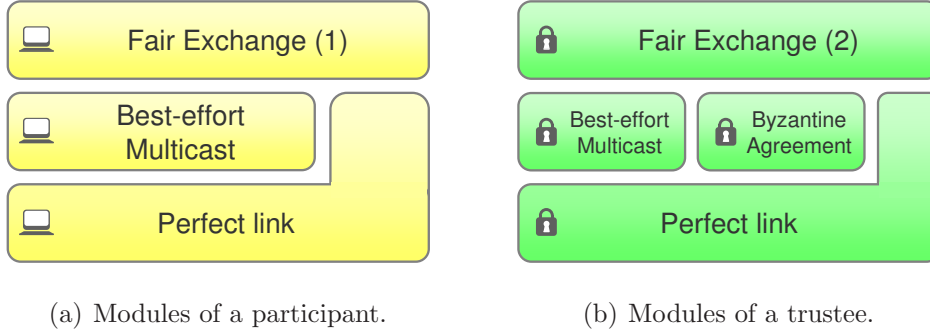 Fair Exchange (1)
Best-effort
Multicast
Perfect link
(a) Modules of a participant.
Fair Exchange (2)
Best-effort
Multicast
Byzantine
Agreement
Perfect link
(b) Modules of a trustee.